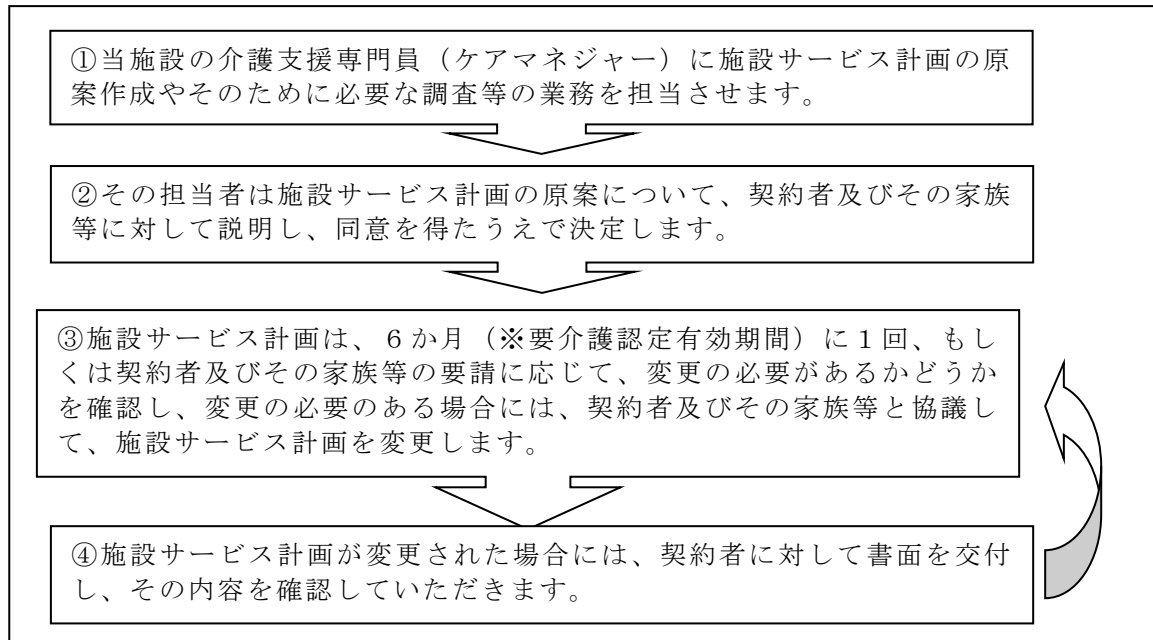 ①当施設の介護支援専門員（ケアマネジャー）に施設サービス計画の原
案作成やそのために必要な調査等の業務を担当させます。
②その担当者は施設サービス計画の原案について、契約者及びその家族
等に対して説明し、同意を得たうえで決定します。
③施設サービス計画は、６か月（※要介護認定有効期間）に１回、もし
くは契約者及びその家族等の要請に応じて、変更の必要があるかどうか
を確認し、変更の必要のある場合には、契約者及びその家族等と協議し
て、施設サービス計画を変更します。
④施設サービス計画が変更された場合には、契約者に対して書面を交付
し、その内容を確認していただきます。